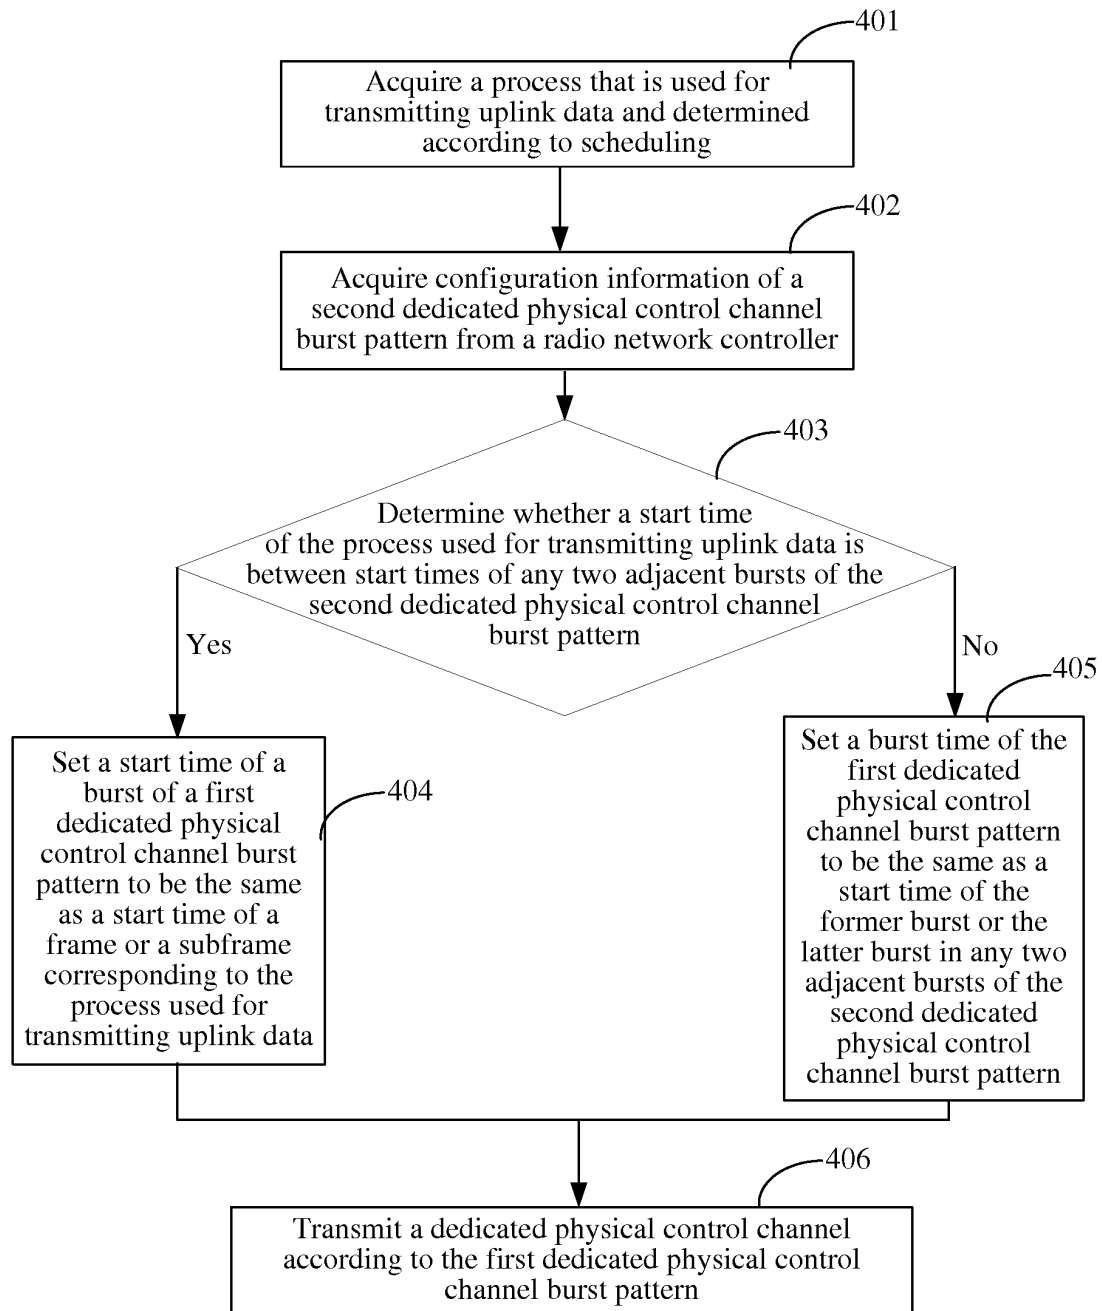 401
Acquire a process that is used for
transmitting uplink data and determined
according to scheduling
402
Acquire configuration information of a
second dedicated physical control channel
burst pattern from a radio network controller
403
Determine whether a start time
of the process used for transmitting uplink data is
between start times of any two adjacent bursts of the
second dedicated physical control channel
burst pattern
Yes
No
404
Set a start time of a
burst of a first
dedicated physical
control channel burst
pattern to be the same
as a start time of a
frame or a subframe
corresponding to the
process used for
transmitting uplink data
405
Set a burst time of the
first dedicated
physical control
channel burst pattern
to be the same as a
start time of the
former burst or the
latter burst in any two
adjacent bursts of the
second dedicated
physical control
channel burst pattern
406
Transmit a dedicated physical control channel
according to the first dedicated physical control
channel burst pattern